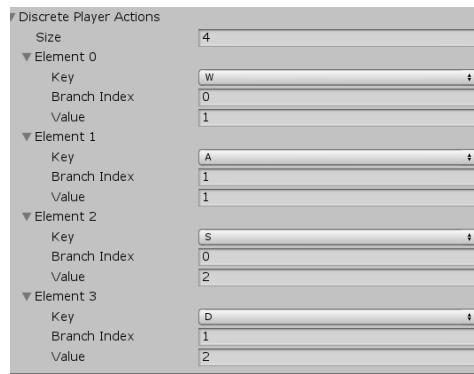 Discrete Player Actions
Size 4
Element 0
Key W
Branch Index 0
Value 1
Element 1
Key A
Branch Index 1
Value 1
Element 2
Key S
Branch Index 0
Value 2
Element 3
Key D
Branch Index 1
Value 2